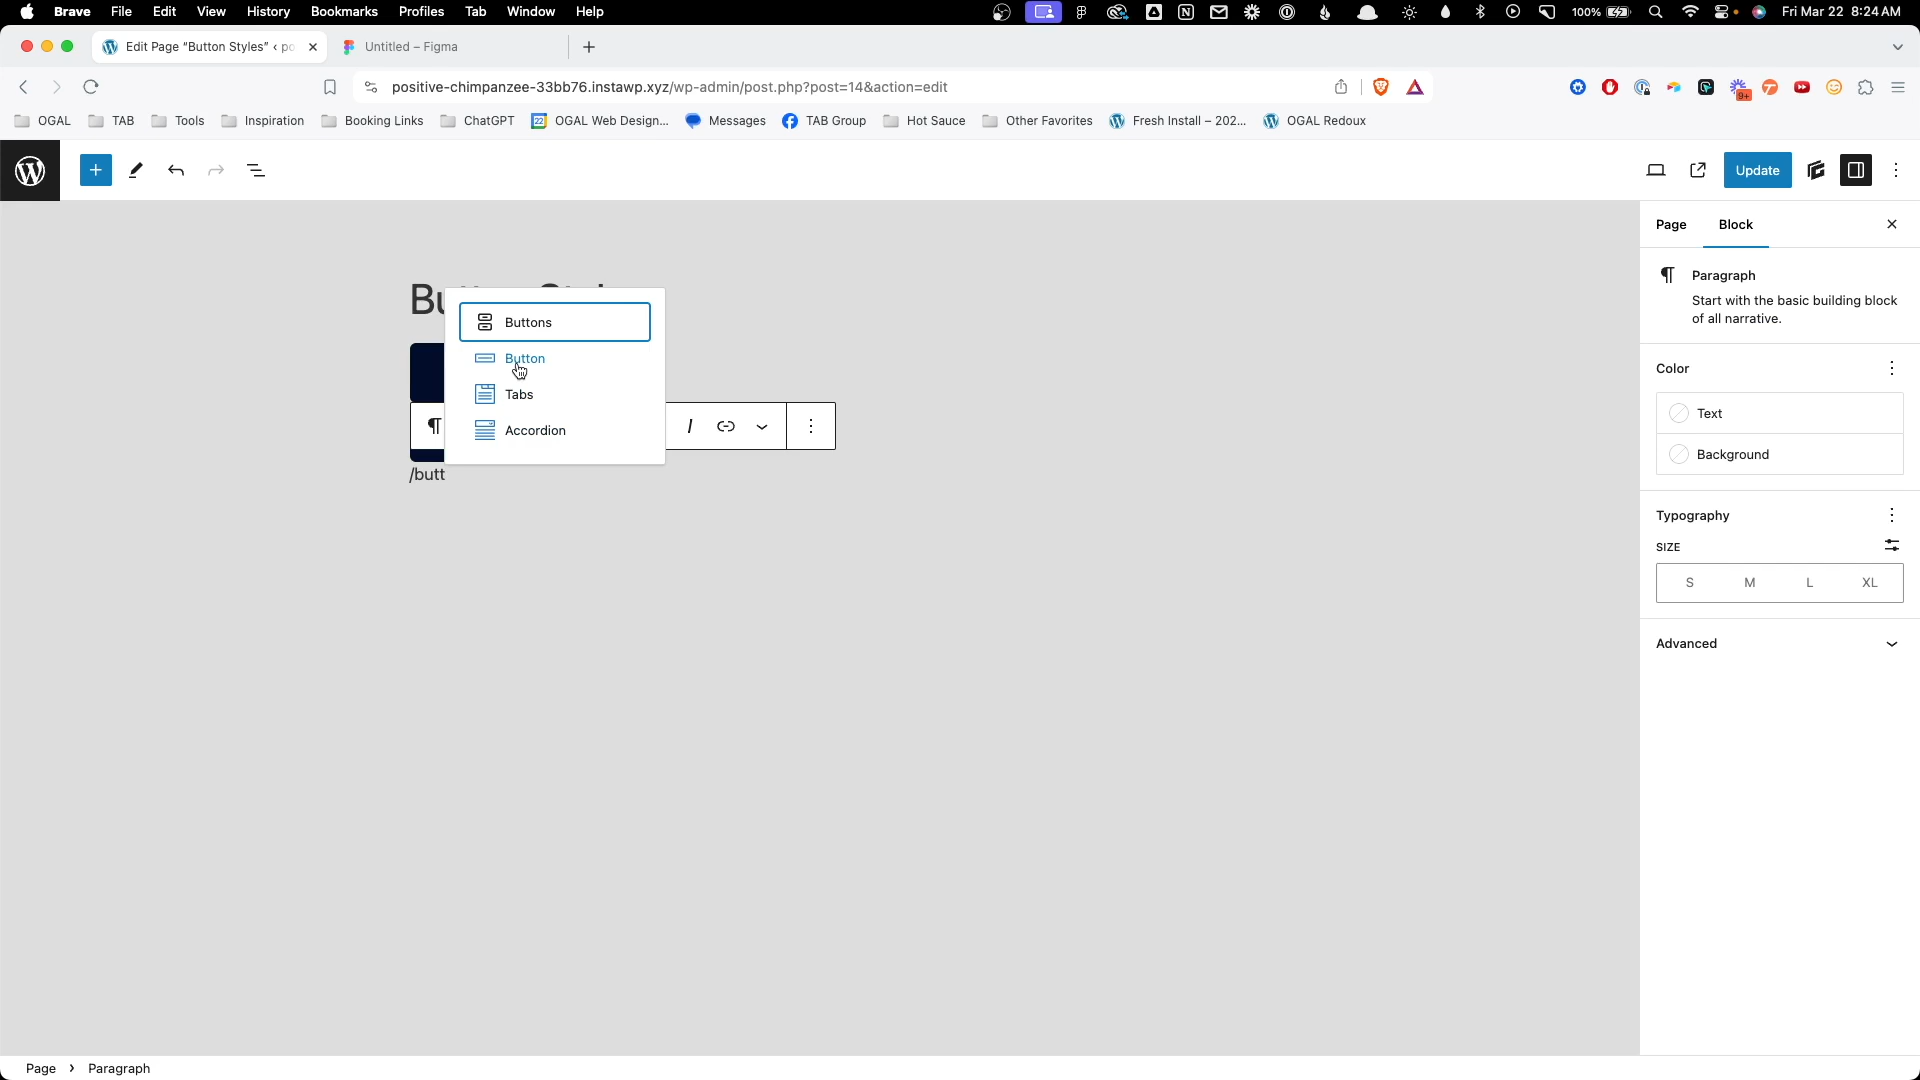 Brave File Edit View History Bookmarks Profiles Tab Window Help 100% Fri Mar 22 8:24 AM
Edit Page "Button Styles" ‹ po Untitled – Figma
positive-chimpanzee-33bb76.instawp.xyz/wp-admin/post.php?post=14&action=edit 9+
OGAL TAB Tools Inspiration Booking Links ChatGPT 22 OGAL Web Design... Messages TAB Group Hot Sauce Other Favorites Fresh Install – 202... OGAL Redoux
Update
Page Block
Paragraph
Start with the basic building block
of all narrative.
Bu
Buttons
Button
Tabs
Accordion
/butt
Color
Text
Background
Typography
SIZE
S M L XL
Advanced
Page › Paragraph